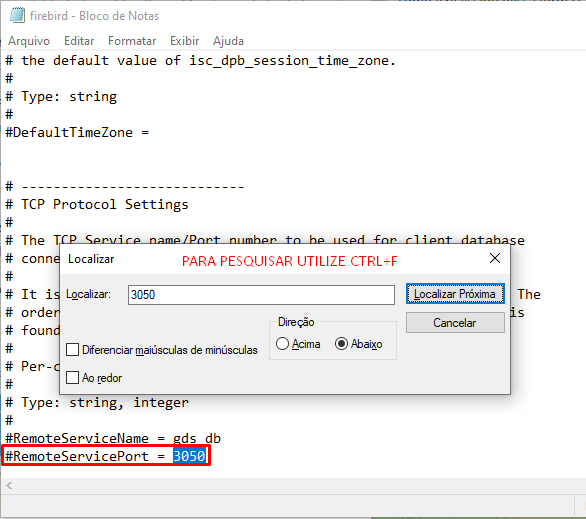 firebird - Bloco de Notas
Arquivo Editar Formatar Exibir Ajuda
# the default value of isc_dpb_session_time_zone.
#
# Type: string
#
#DefaultTimeZone =
# ----------------------------
# TCP Protocol Settings
#
# The TCP Service name/Port number to be used for client database
# conne
#
# It is
The
# order
is
# found
#
# Per-c
#
# Type: string, integer
#
#RemoteServiceName = gds_db
#RemoteServicePort = 3050
Localizar
PARA PESQUISAR UTILIZE CTRL+F
Localizar:
3050
Localizar Próxima
Cancelar
Direção
Acima
Abaixo
Diferenciar maiúsculas de minúsculas
Ao redor